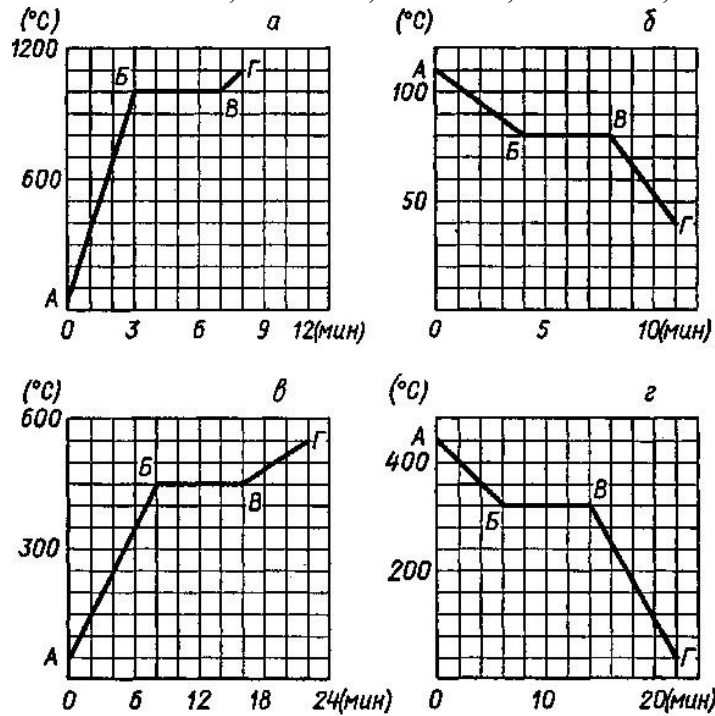 (°C) а
1200
600
0 3 6 9 12(мин)
А Б В Г
(°C) б
100
50
0 5 10(мин)
А Б В Г
(°C) в
600
300
0 6 12 18 24(мин)
А Б В Г
(°C) г
400
200
0 10 20(мин)
А Б В Г